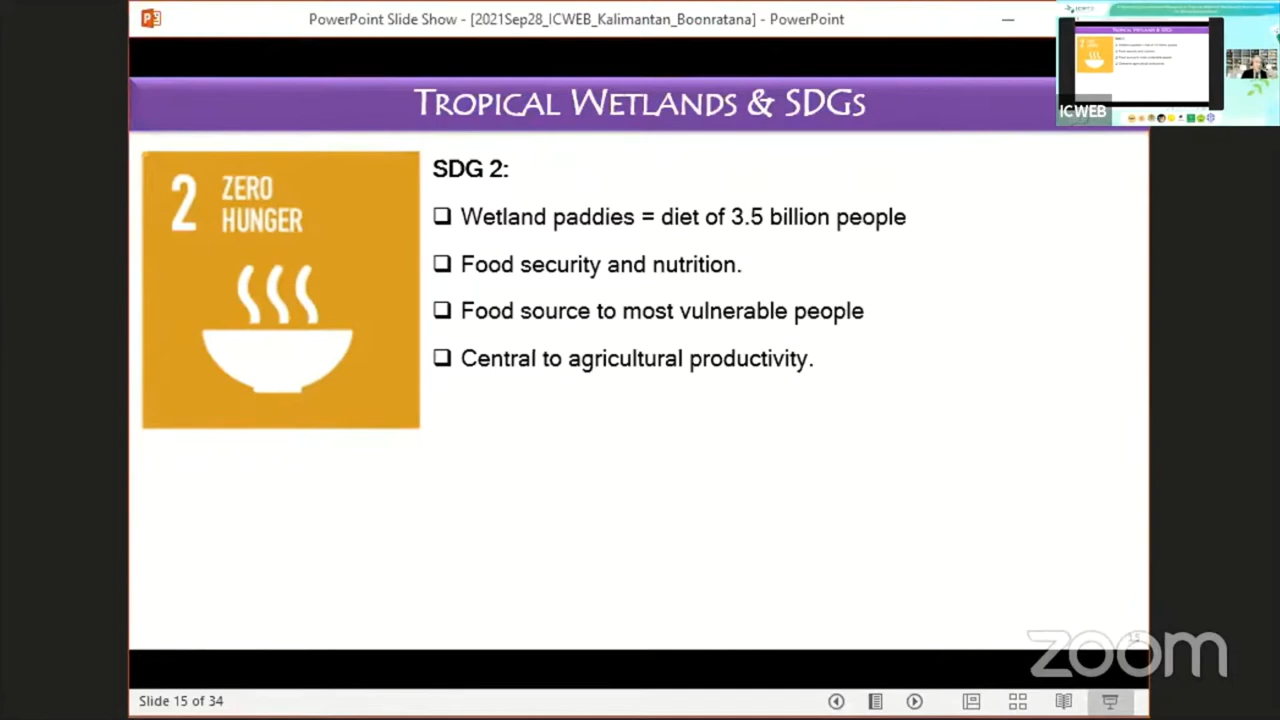 PowerPoint Slide Show - [2021Sep28_ICWEB_Kalimantan_Boonratana] - PowerPoint
TROPICAL WETLANDS & SDGS
ICWEB
2 ZERO
HUNGER
SDG 2:
Wetland paddies = diet of 3.5 billion people
Food security and nutrition.
Food source to most vulnerable people
Central to agricultural productivity.
15
zoom
Slide 15 of 34